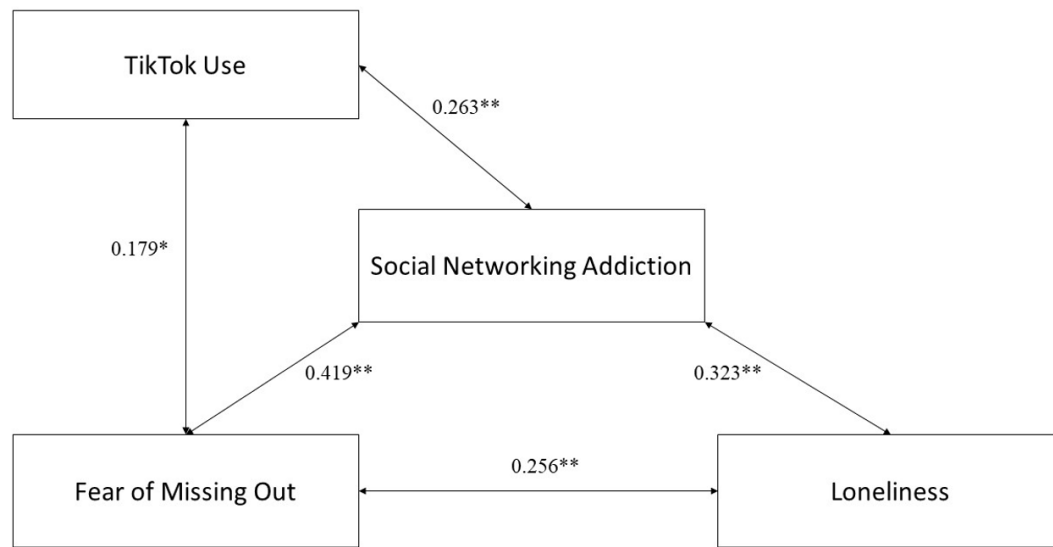 TikTok Use
0.263**
0.179*
Social Networking Addiction
0.419**
0.323**
Fear of Missing Out
0.256**
Loneliness